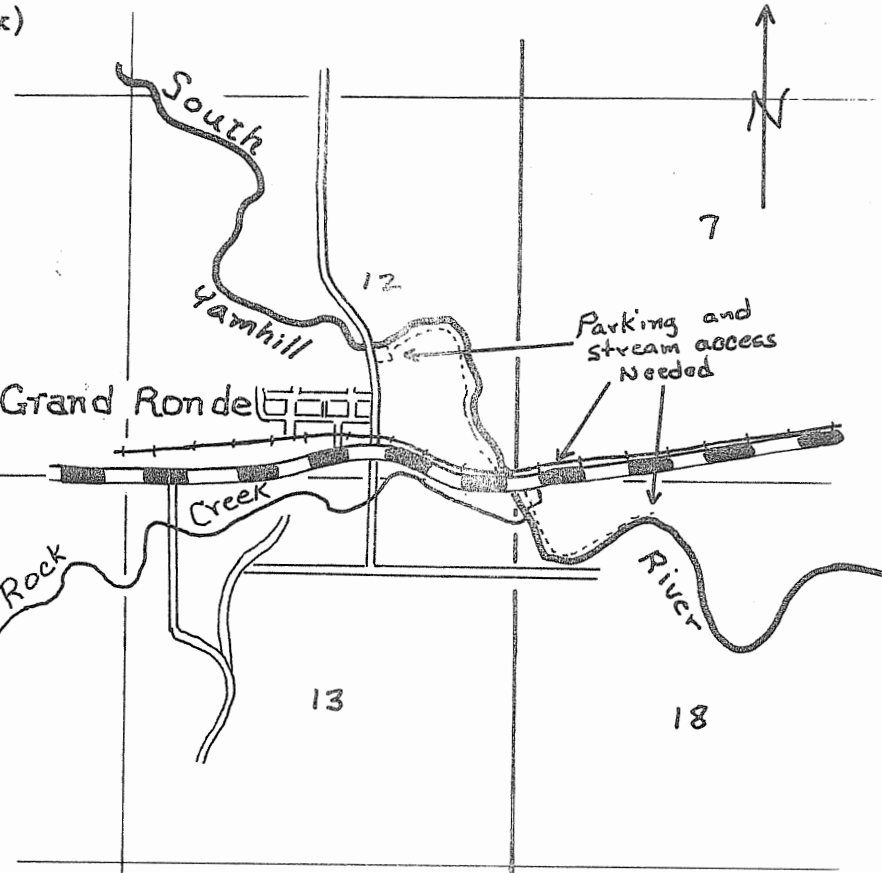 South
N
7
12
Yamhill
Parking and
stream access
Needed
Grand Ronde
Creek
Rock
River
13
18